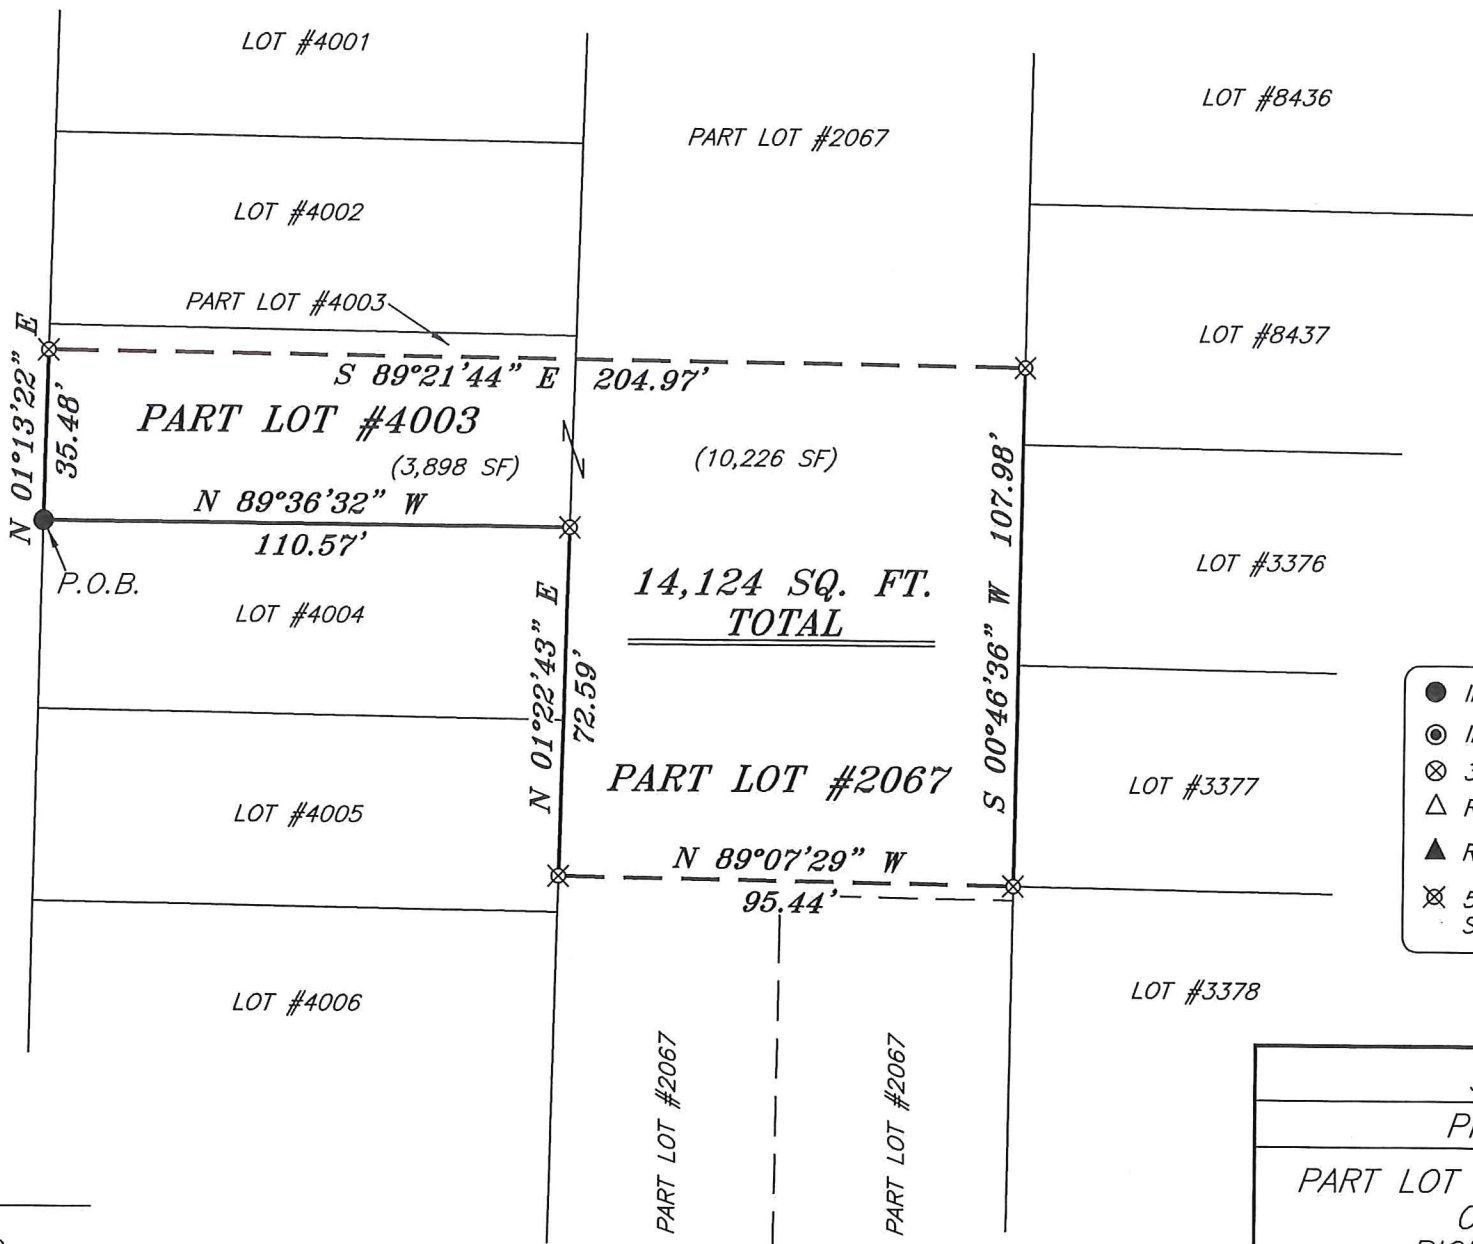 LOT #4001
LOT #8436
PART LOT #2067
LOT #4002
PART LOT #4003
LOT #8437
N 01°13'22" E
35.48'
S 89°21'44" E 204.97'
PART LOT #4003
(3,898 SF)
(10,226 SF)
S 00°46'36" W 107.98'
N 89°36'32" W
110.57'
P.O.B.
LOT #3376
14,124 SQ. FT.
TOTAL
LOT #4004
N 01°22'43" E
72.59'
PART LOT #2067
LOT #3377
LOT #4005
N 89°07'29" W
95.44'
3
R
R
5
S
LOT #4006
LOT #3378
PART LOT #2067
PART LOT #2067
PART LOT